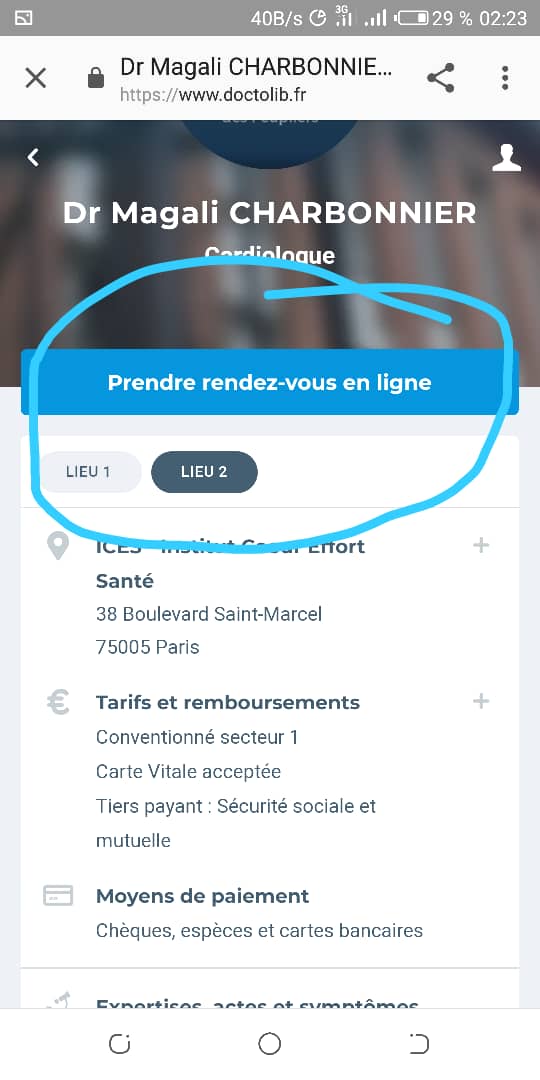 40B/s 3G 29 % 02:23
Dr Magali CHARBONNIE...
https://www.doctolib.fr
des Peupliers
Dr Magali CHARBONNIER
Cardiologue
Prendre rendez-vous en ligne
LIEU 1 LIEU 2
ICES - Institut Coeur Effort
Santé
38 Boulevard Saint-Marcel
75005 Paris
Tarifs et remboursements
Conventionné secteur 1
Carte Vitale acceptée
Tiers payant : Sécurité sociale et
mutuelle
Moyens de paiement
Chèques, espèces et cartes bancaires
Expertises, actes et symptômes